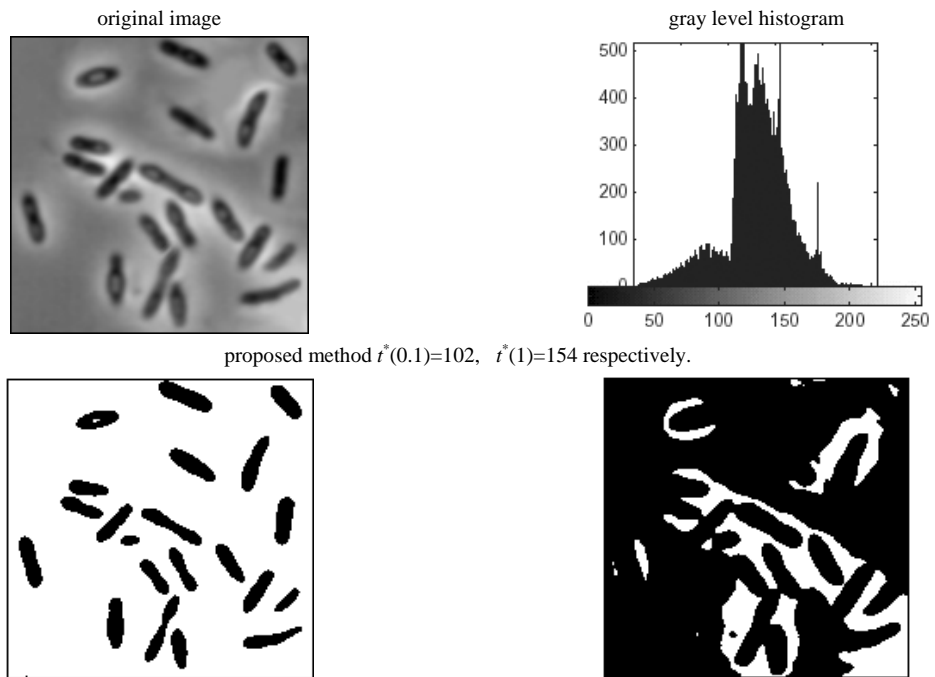 original image
gray level histogram
500
400
300
200
100
0
0 50 100 150 200 250
proposed method t*(0.1)=102, t*(1)=154 respectively.